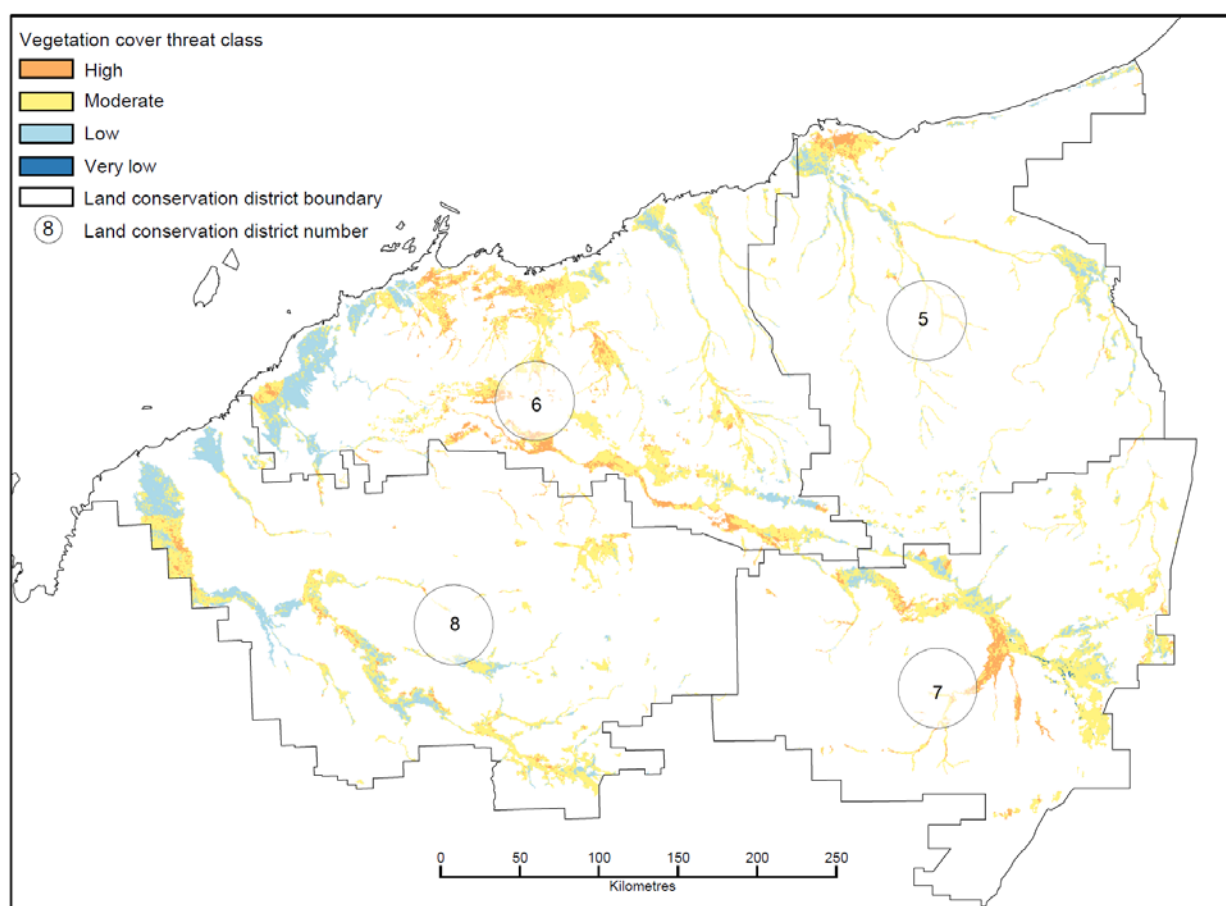 Vegetation cover threat class
High
Moderate
Low
Very low
Land conservation district boundary
8 Land conservation district number
5
6
8
7
0 50 100 150 200 250
Kilometres